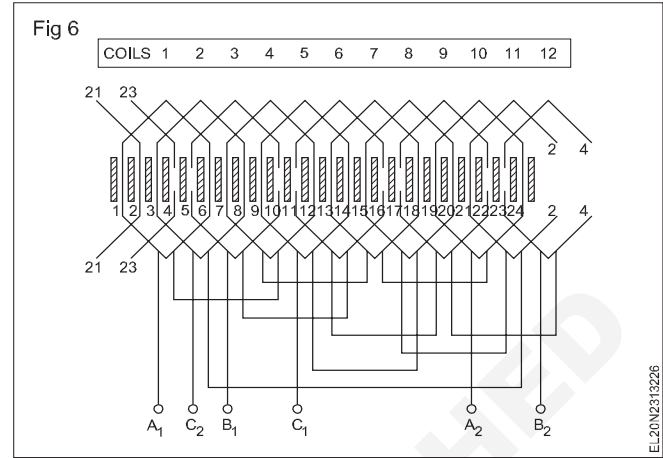 Fig 6
COILS 1 2 3 4 5 6 7 8 9 10 11 12
21 23
2 4
1 2 3 4 5 6 7 8 9 10 11 12 13 14 15 16 17 18 19 20 21 22 23 24
2 4
21 23
A1 C2 B1 C1 A2 B2
EL20N2313226
HED